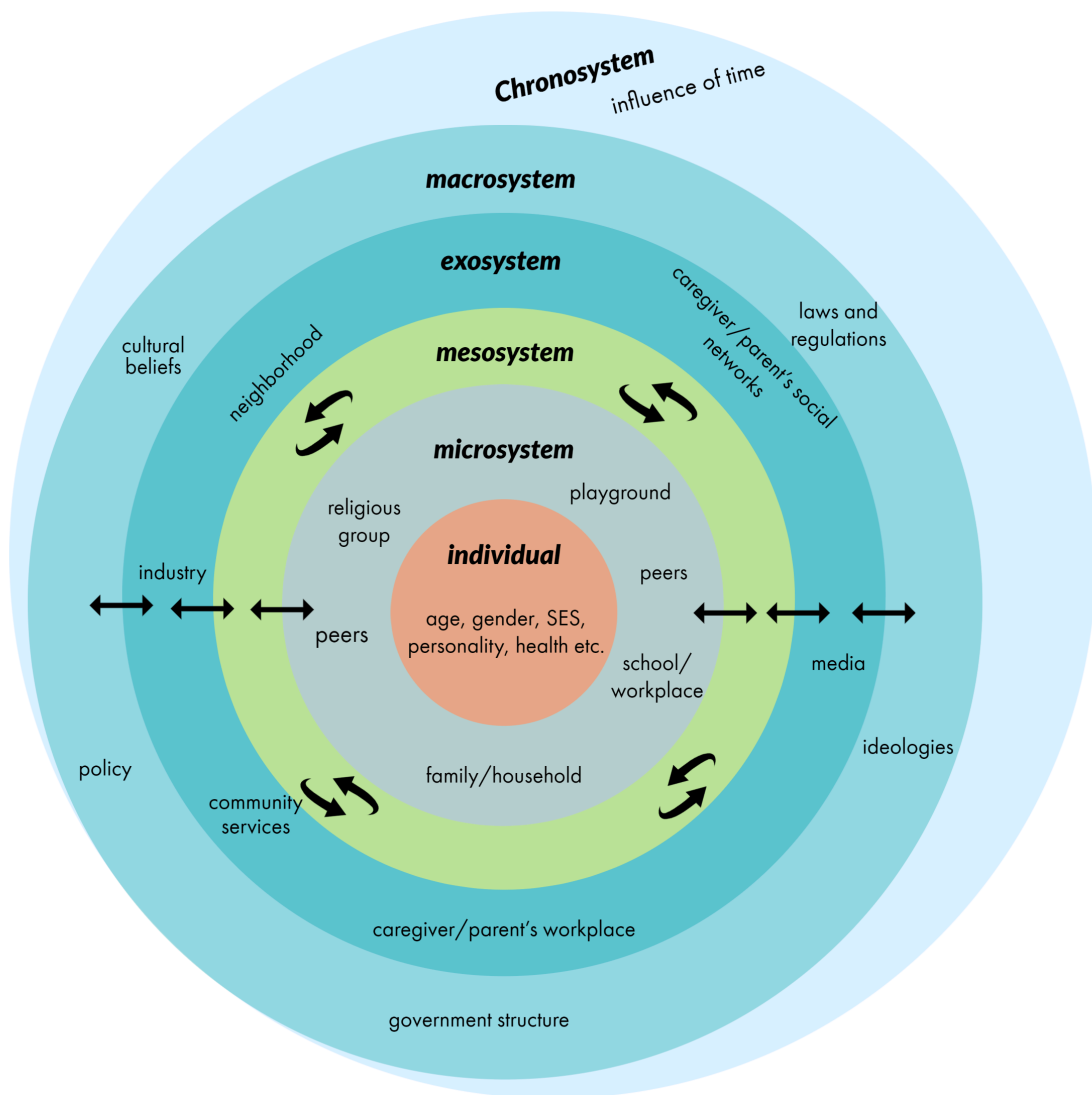 Chronosystem
influence of time
macrosystem
exosystem
caregiver/parent's social
networks
laws and
regulations
cultural
beliefs
neighborhood
mesosystem
microsystem
playground
religious
group
individual
industry
peers
age, gender, SES,
personality, health etc.
peers
school/
workplace
media
ideologies
policy
family/household
community
services
caregiver/parent's workplace
government structure